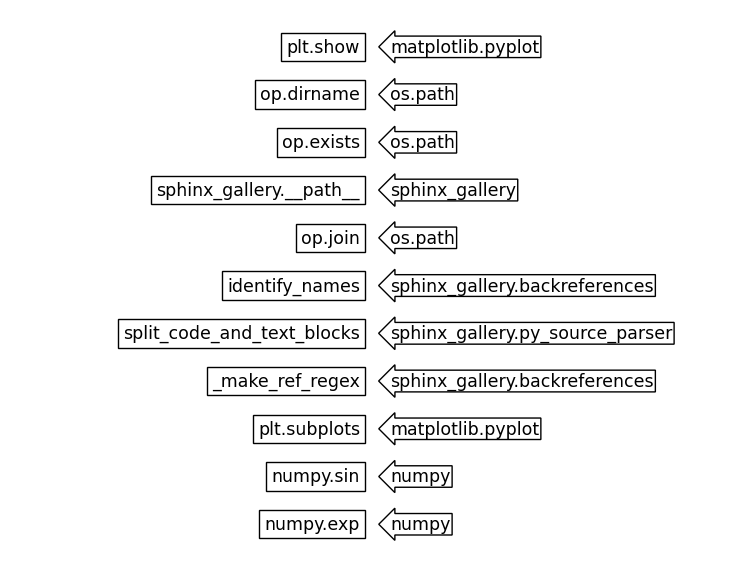 plt.show matplotlib.pyplot
op.dirname os.path
op.exists os.path
sphinx_gallery.__path__ sphinx_gallery
op.join os.path
identify_names sphinx_gallery.backreferences
split_code_and_text_blocks sphinx_gallery.py_source_parser
_make_ref_regex sphinx_gallery.backreferences
plt.subplots matplotlib.pyplot
numpy.sin numpy
numpy.exp numpy